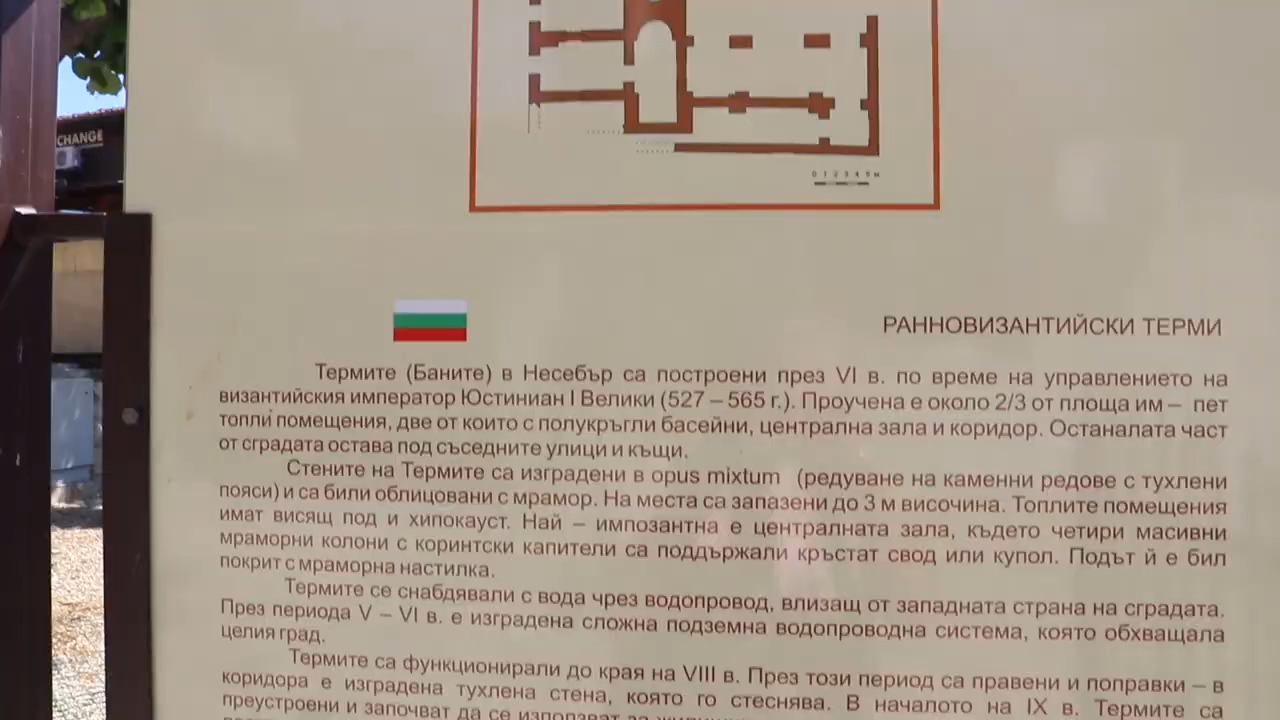 CHANGE
0 1 2 3 4 5 м
РАННОВИЗАНТИЙСКИ ТЕРМИ
Термите (Баните) в Несебър са построени през VI в. по време на управлението на
византийския император Юстиниан I Велики (527 – 565 г.). Проучена е около 2/3 от площа им – пет
топли помещения, две от които с полукръгли басейни, централна зала и коридор. Останалата част
от сградата остава под съседните улици и къщи.
Стените на Термите са изградени в opus mixtum (редуване на каменни редове с тухлени
пояси) и са били облицовани с мрамор. На места са запазени до 3 м височина. Топлите помещения
имат висящ под и хипокауст. Най – импозантна е централната зала, където четири масивни
мраморни колони с коринтски капители са поддържали кръстат свод или купол. Подът й е бил
покрит с мраморна настилка.
Термите се снабдявали с вода чрез водопровод, влизащ от западната страна на сградата.
През периода V – VI в. е изградена сложна подземна водопроводна система, която обхващала
целия град.
Термите са функционирали до края на VIII в. През този период са правени и поправки – в
коридора е изградена тухлена стена, която го стеснява. В началото на IX в. Термите са
преустроени и започват да се използват за